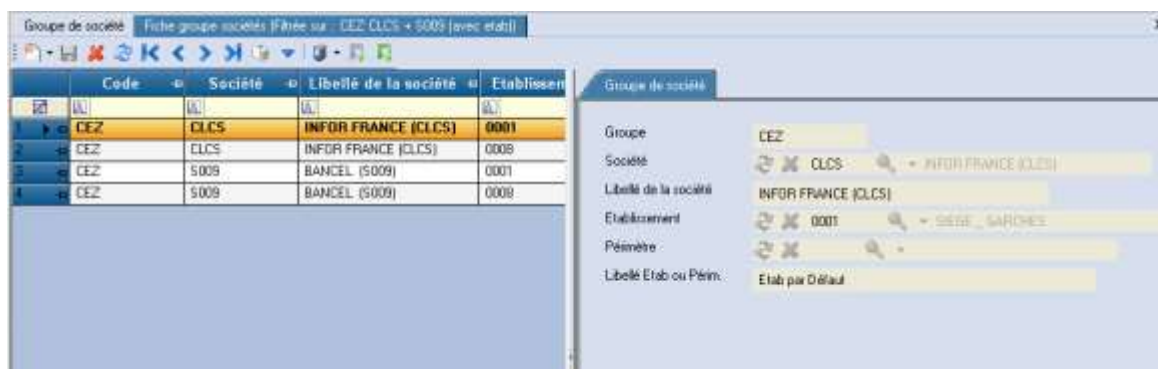 Groupe de société Fiche groupe sociétés (Filtrée sur : CEZ CLCS + S009 (avec etab))
Code Société Libellé de la société Etablissem
1 CEZ CLCS INFOR FRANCE (CLCS) 0001
2 CEZ CLCS INFOR FRANCE (CLCS) 0008
3 CEZ S009 BANCEL (S009) 0001
4 CEZ S009 BANCEL (S009) 0008
Groupe de société
Groupe CEZ
Société CLCS INFOR FRANCE (CLCS)
Libellé de la société INFOR FRANCE (CLCS)
Etablissement 0001 SIEGE_ GARCHES
Périmètre
Libellé Etab ou Périm. Etab par Défaut